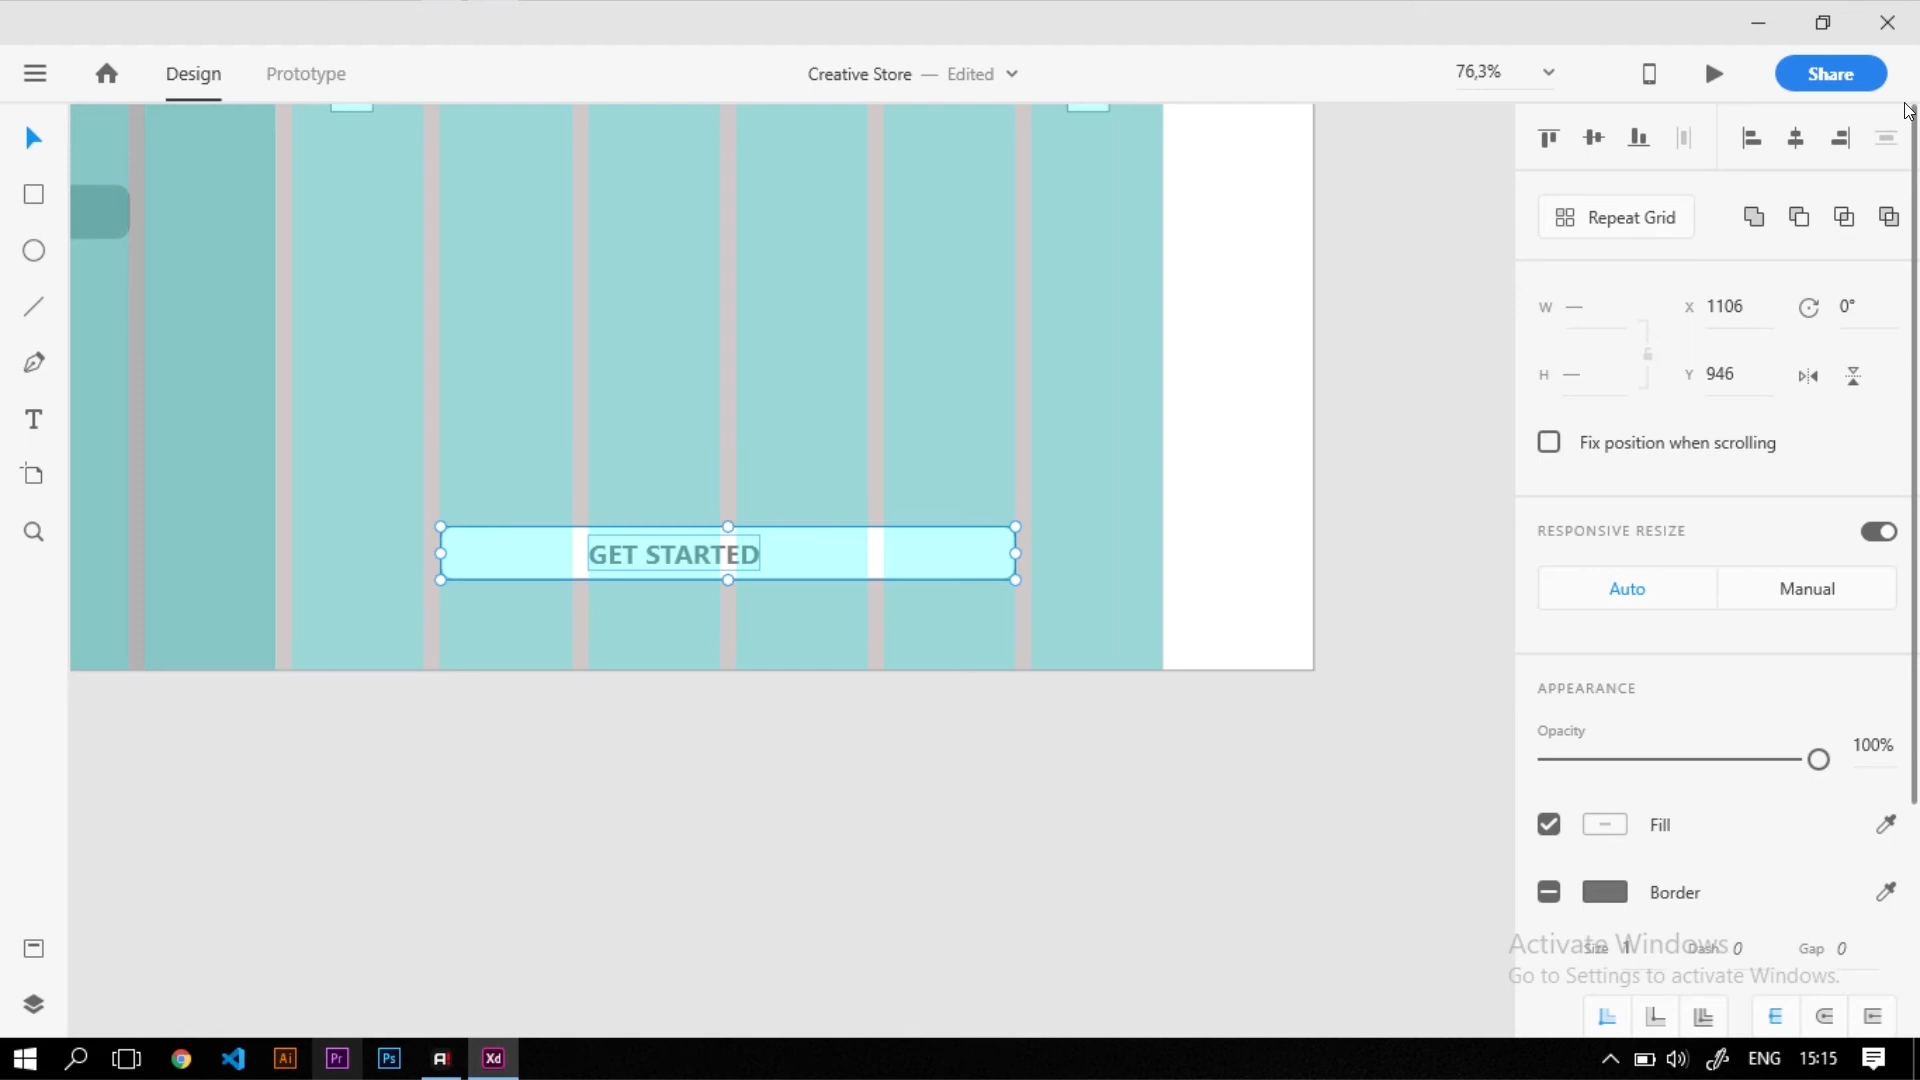 Design
Prototype
Creative Store — Edited
76,3%
Share
Repeat Grid
W —
X 1106
0°
H —
Y 946
Fix position when scrolling
RESPONSIVE RESIZE
Auto
Manual
GET STARTED
APPEARANCE
Opacity
100%
Fill
Border
Size 1
Dash 0
Gap 0
Activate Windows
Go to Settings to activate Windows.
Ai
Pr
Ps
A!
Xd
ENG
15:15